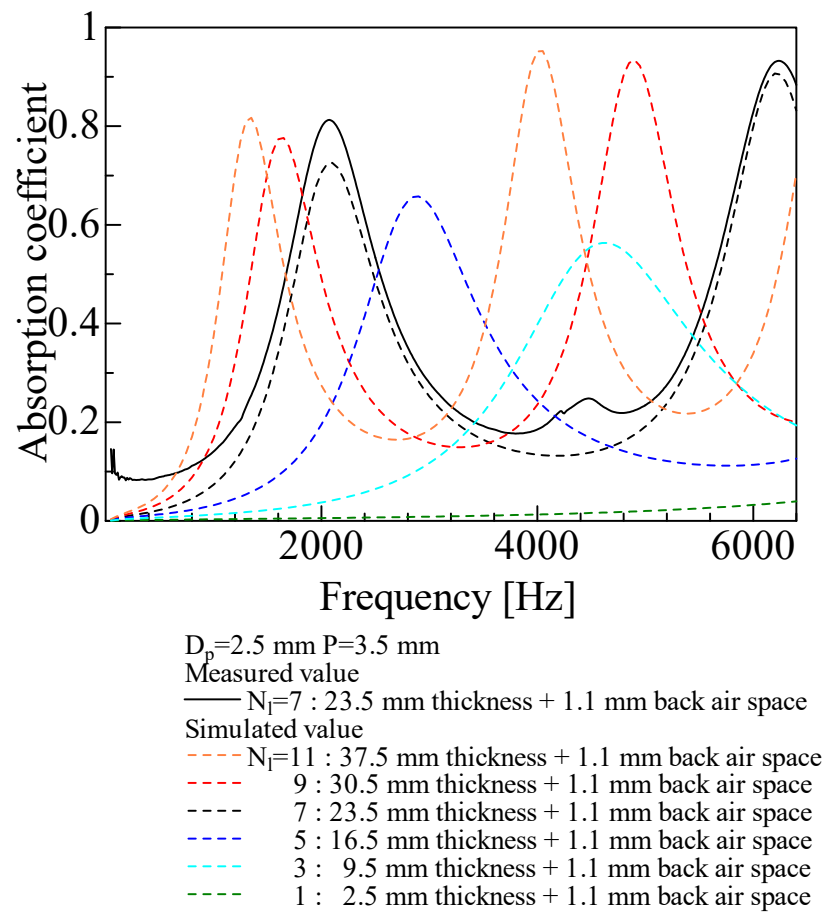 1
0.8
0.6
0.4
0.2
0
Absorption coefficient
2000 4000 6000
Frequency [Hz]
Dp=2.5 mm P=3.5 mm
Measured value
Nl=7 : 23.5 mm thickness + 1.1 mm back air space
Simulated value
Nl=11 : 37.5 mm thickness + 1.1 mm back air space
9 : 30.5 mm thickness + 1.1 mm back air space
7 : 23.5 mm thickness + 1.1 mm back air space
5 : 16.5 mm thickness + 1.1 mm back air space
3 : 9.5 mm thickness + 1.1 mm back air space
1 : 2.5 mm thickness + 1.1 mm back air space